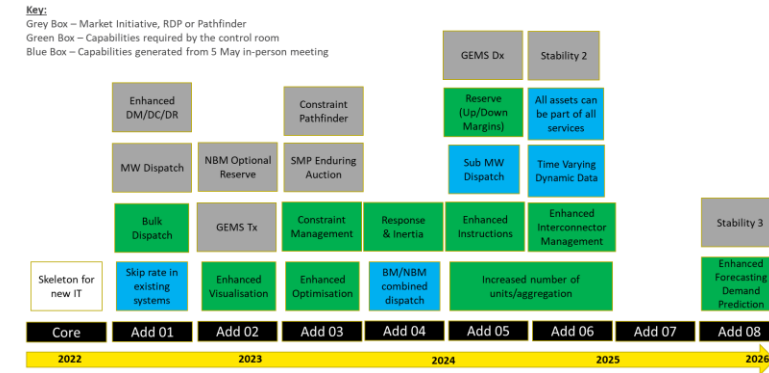 Key:
Grey Box – Market Initiative, RDP or Pathfinder
Green Box – Capabilities required by the control room
Blue Box – Capabilities generated from 5 May in-person meeting
GEMS Dx
Stability 2
Enhanced
DM/DC/DR
Constraint
Pathfinder
Reserve
(Up/Down
Margins)
All assets can
be part of all
services
MW Dispatch
NBM Optional
Reserve
SMP Enduring
Auction
Sub MW
Dispatch
Time Varying
Dynamic Data
Bulk
Dispatch
GEMS Tx
Constraint
Management
Response
& Inertia
Enhanced
Instructions
Enhanced
Interconnector
Management
Stability 3
Skeleton for
new IT
Skip rate in
existing
systems
Enhanced
Visualisation
Enhanced
Optimisation
BM/NBM
combined
dispatch
Increased number of
units/aggregation
Enhanced
Forecasting
Demand
Prediction
Core
Add 01
Add 02
Add 03
Add 04
Add 05
Add 06
Add 07
Add 08
2022
2023
2024
2025
2026